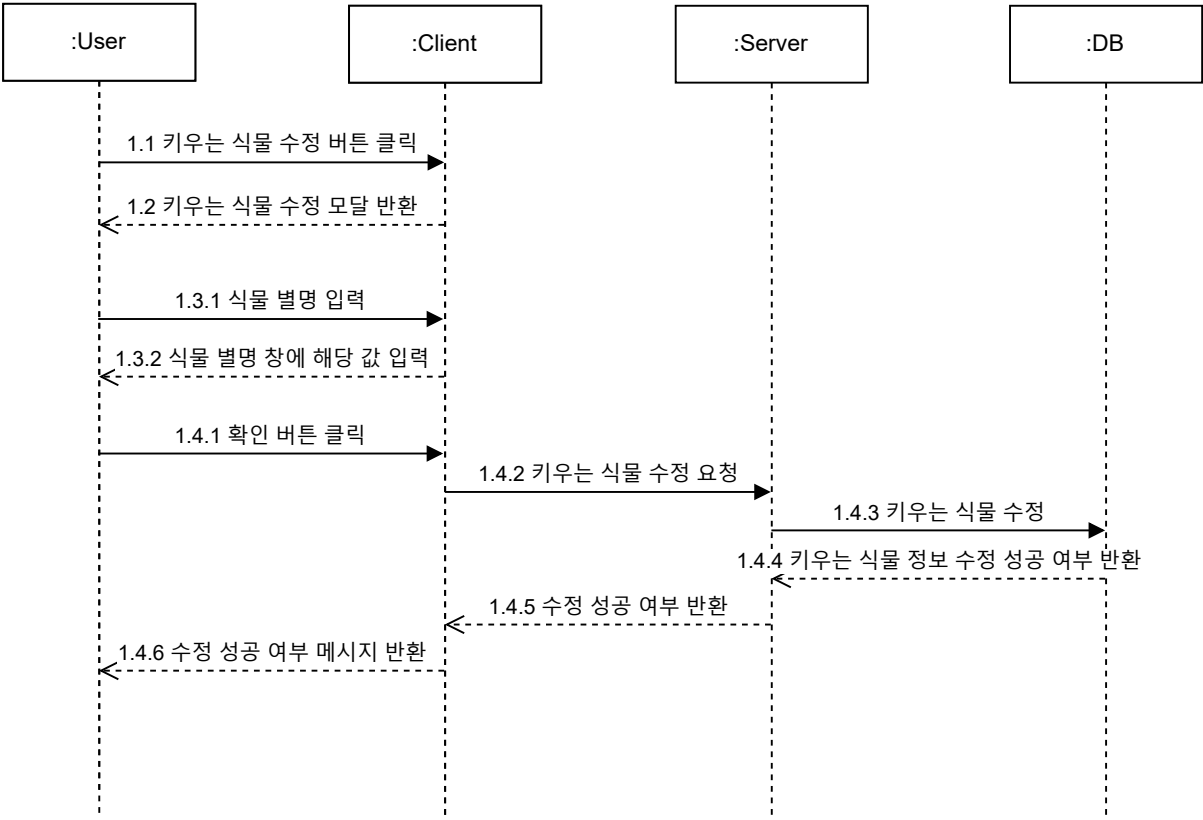 :User
:Client
:Server
:DB
1.1 키우는 식물 수정 버튼 클릭
1.2 키우는 식물 수정 모달 반환
1.3.1 식물 별명 입력
1.3.2 식물 별명 창에 해당 값 입력
1.4.1 확인 버튼 클릭
1.4.2 키우는 식물 수정 요청
1.4.3 키우는 식물 수정
1.4.4 키우는 식물 정보 수정 성공 여부 반환
1.4.5 수정 성공 여부 반환
1.4.6 수정 성공 여부 메시지 반환